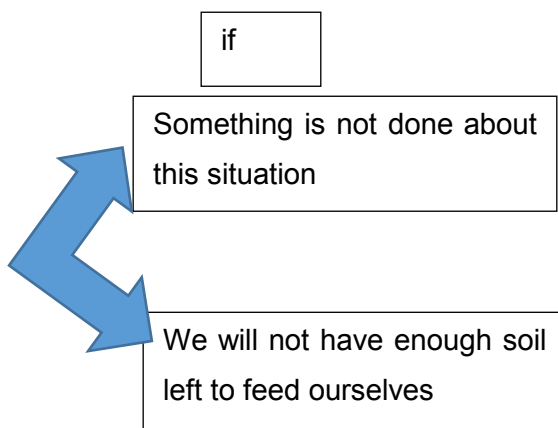 if
Something is not done about
this situation
We will not have enough soil
left to feed ourselves